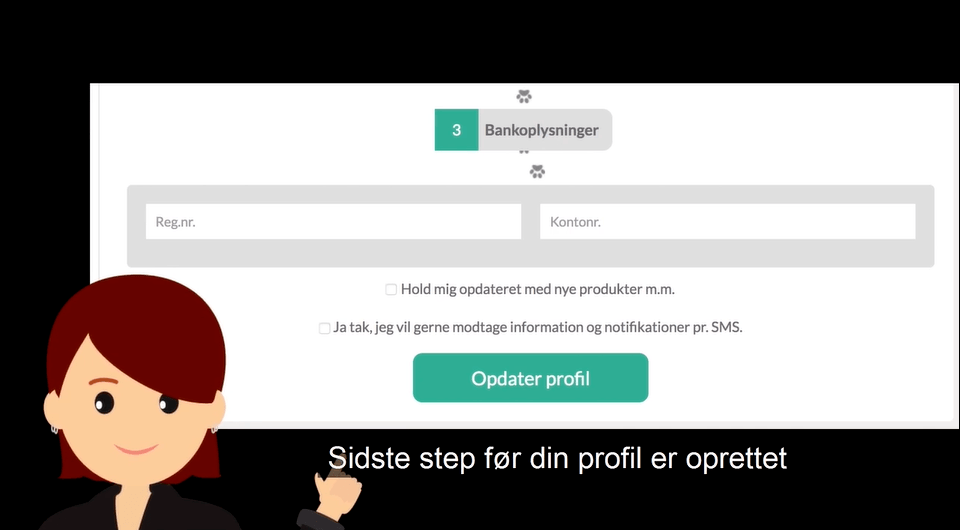 3 Bankoplysninger
Reg.nr. Kontonr.
Hold mig opdateret med nye produkter m.m.
Ja tak, jeg vil gerne modtage information og notifikationer pr. SMS.
Opdater profil
Sidste step før din profil er oprettet